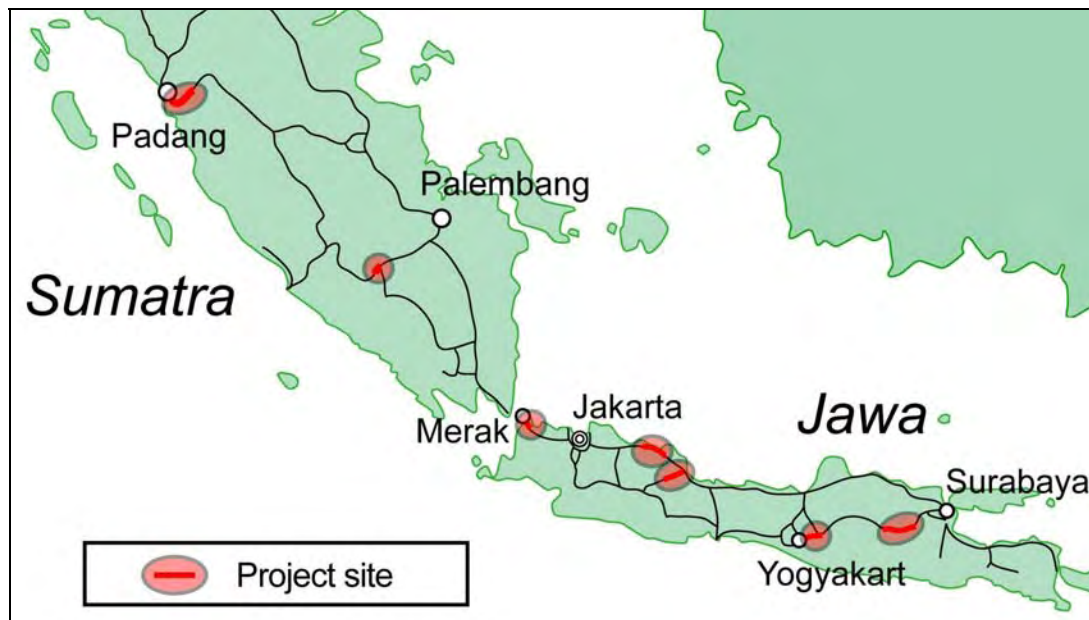 Padang
Palembang
Sumatra
Merak
Jakarta
Jawa
Surabaya
Yogyakart
Project site